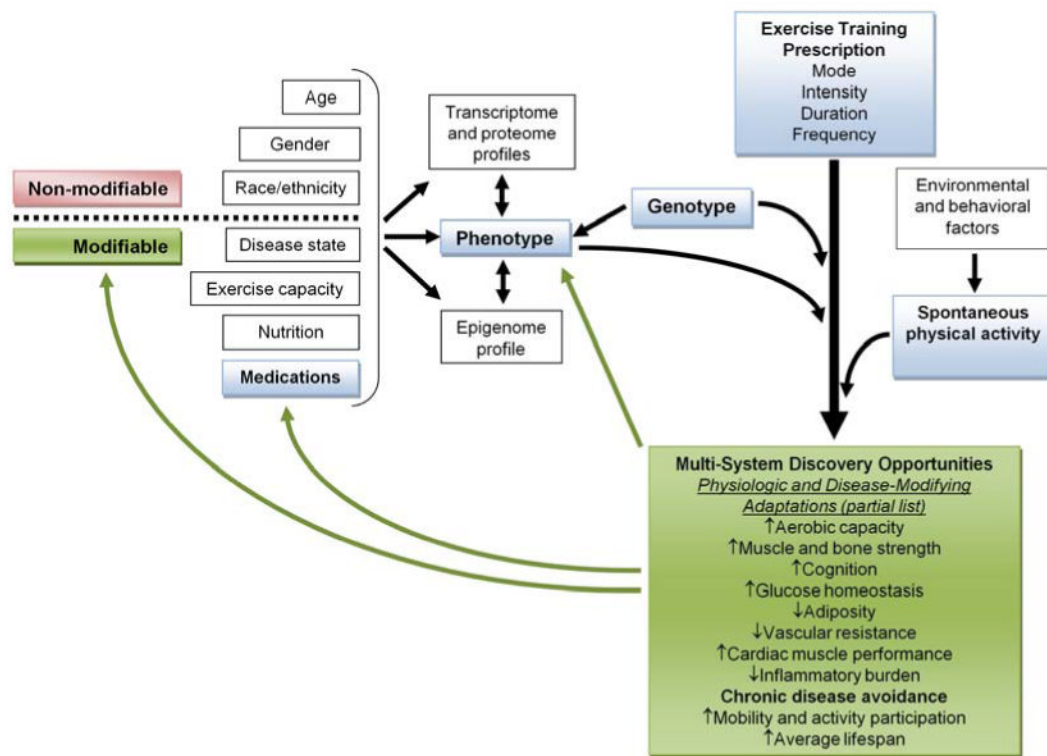 Exercise Training
Prescription
Mode
Intensity
Duration
Frequency
Age
Gender
Race/ethnicity
Disease state
Exercise capacity
Nutrition
Medications
Non-modifiable
Modifiable
Transcriptome
and proteome
profiles
Phenotype
Epigenome
profile
Genotype
Environmental
and behavioral
factors
Spontaneous
physical activity
Multi-System Discovery Opportunities
Physiologic and Disease-Modifying
Adaptations (partial list)
↑Aerobic capacity
↑Muscle and bone strength
↑Cognition
↑Glucose homeostasis
↓Adiposity
↓Vascular resistance
↑Cardiac muscle performance
↓Inflammatory burden
Chronic disease avoidance
↑Mobility and activity participation
↑Average lifespan